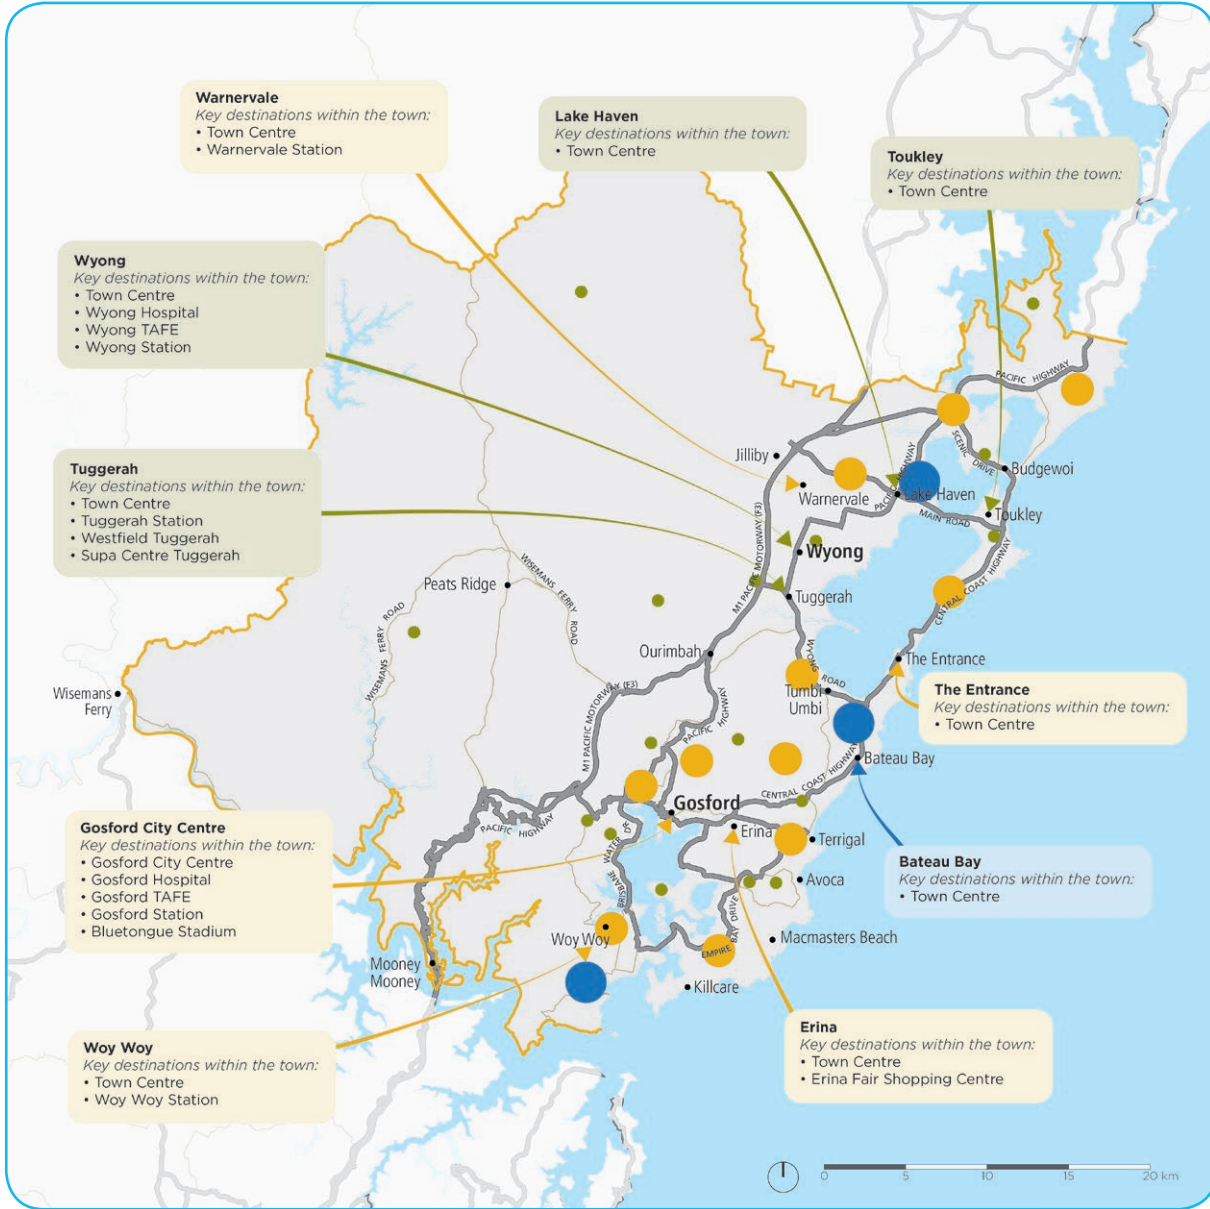 Warnervale
Key destinations within the town:
• Town Centre
• Warnervale Station
Lake Haven
Key destinations within the town:
• Town Centre
Toukley
Key destinations within the town:
• Town Centre
Wyong
Key destinations within the town:
• Town Centre
• Wyong Hospital
• Wyong TAFE
• Wyong Station
Tuggerah
Key destinations within the town:
• Town Centre
• Tuggerah Station
• Westfield Tuggerah
• Supa Centre Tuggerah
PACIFIC HIGHWAY
SCENIC DRIVE
Jilliby
Budgewoi
Warnervale
PACIFIC HIGHWAY
Lake Haven
MAIN ROAD
Toukley
Wyong
M1 PACIFIC MOTORWAY (F3)
CENTRAL COAST HIGHWAY
WISEMANS FERRY ROAD
Peats Ridge
Tuggerah
WISEMANS FERRY ROAD
Ourimbah
WYONG ROAD
The Entrance
Wisemans
Ferry
Tumbi
Umbi
M1 PACIFIC MOTORWAY (F3)
PACIFIC HIGHWAY
The Entrance
Key destinations within the town:
• Town Centre
Bateau Bay
CENTRAL COAST HIGHWAY
Gosford
PACIFIC HIGHWAY
Erina
Terrigal
BRISBANE WATER DR
Gosford City Centre
Key destinations within the town:
• Gosford City Centre
• Gosford Hospital
• Gosford TAFE
• Gosford Station
• Bluetongue Stadium
Bateau Bay
Key destinations within the town:
• Town Centre
Avoca
EMPIRE BAY DRIVE
Woy Woy
Macmasters Beach
Mooney
Mooney
Killcare
Woy Woy
Key destinations within the town:
• Town Centre
• Woy Woy Station
Erina
Key destinations within the town:
• Town Centre
• Erina Fair Shopping Centre
0 5 10 15 20 km